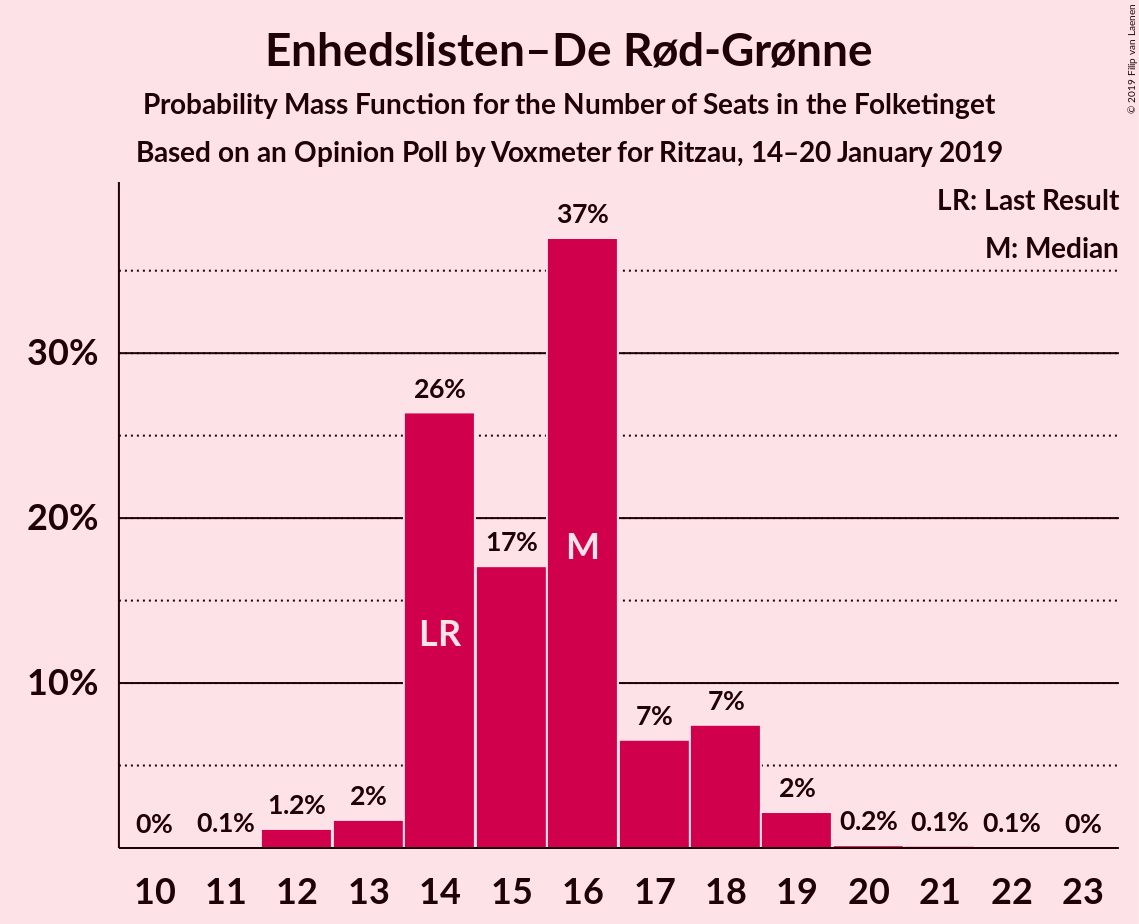 Enhedslisten–De Rød-Grønne
Probability Mass Function for the Number of Seats in the Folketinget
Based on an Opinion Poll by Voxmeter for Ritzau, 14–20 January 2019
© 2019 Filip van Laenen
LR: Last Result
M: Median
30%
20%
10%
0%
0.1%
1.2%
2%
26%
17%
37%
7%
7%
2%
0.2%
0.1%
0.1%
0%
LR
M
10 11 12 13 14 15 16 17 18 19 20 21 22 23